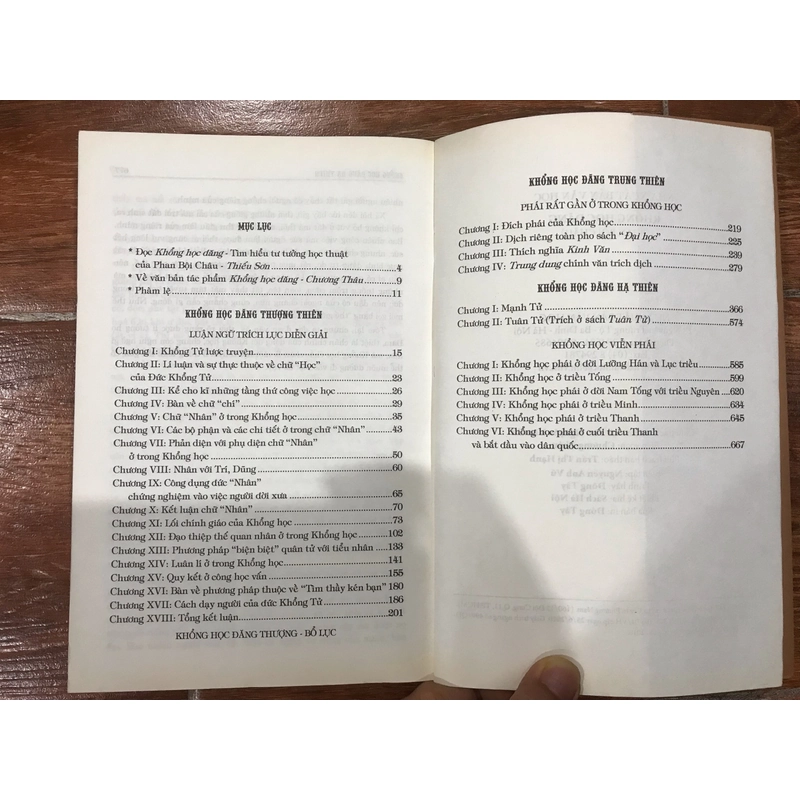 MỤC LỤC
* Đọc Khổng học đăng - Tìm hiểu tư tưởng học thuật
của Phan Bội Châu - Thiếu Sơn 4
* Về văn bản tác phẩm Khổng học đăng - Chương Thâu 9
* Phàm lệ 11
KHỔNG HỌC ĐĂNG THƯỢNG THIÊN
LUẬN NGỮ TRÍCH LỤC DIỄN GIẢI
Chương I: Khổng Tử lược truyện 15
Chương II: Lí luận và sự thực thuộc về chữ "Học"
của Đức Khổng Tử 23
Chương III: Kể cho kĩ những tầng thứ công việc học 26
Chương IV: Bàn về chữ "chí" 29
Chương V: Chữ "Nhân" ở trong Khổng học 35
Chương VI: Các bộ phận và các chi tiết ở trong chữ "Nhân" 43
Chương VII: Phản diện với phụ diện chữ "Nhân"
ở trong Khổng học 50
Chương VIII: Nhân với Trí, Dũng 60
Chương IX: Công dụng đức "Nhân"
chứng nghiệm vào việc người đời xưa 65
Chương X: Kết luận chữ "Nhân" 70
Chương XI: Lối chính giáo của Khổng học 73
Chương XII: Đạo thiệp thế quan nhân ở trong Khổng học 102
Chương XIII: Phương pháp "biện biệt" quân tử với tiểu nhân 133
Chương XIV: Luân lí ở trong Khổng học 141
Chương XV: Quy kết ở công học vấn 155
Chương XVI: Bàn về phương pháp thuộc về "Tìm thầy kén bạn" 180
Chương XVII: Cách dạy người của đức Khổng Tử 186
Chương XVIII: Tổng kết luận 201
KHỔNG HỌC ĐĂNG THƯỢNG - BỔ LỤC
KHỔNG HỌC ĐĂNG TRUNG THIÊN
PHÁI RẤT GẦN Ở TRONG KHỔNG HỌC
Chương I: Đích phái của Khổng học 219
Chương II: Dịch riêng toàn pho sách "Đại học" 225
Chương III: Thích nghĩa Kinh Văn 239
Chương IV: Trung dung chính văn trích dịch 279
KHỔNG HỌC ĐĂNG HẠ THIÊN
Chương I: Mạnh Tử 366
Chương II: Tuân Tử (Trích ở sách Tuân Tử) 574
KHỔNG HỌC VIỄN PHÁI
Chương I: Khổng học phái ở đời Lưỡng Hán và Lục triều 585
Chương II: Khổng học phái ở triều Tống 599
Chương III: Khổng học phái ở đời Nam Tống với triều Nguyên 620
Chương IV: Khổng học phái ở triều Minh 634
Chương V: Khổng học phái ở triều Thanh 645
Chương VI: Khổng học phái ở cuối triều Thanh
và bắt đầu vào dân quốc 667